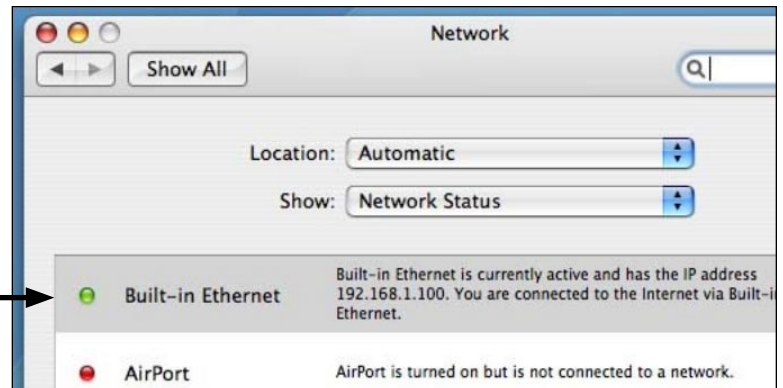 Network
Show All
Location: Automatic
Show: Network Status
Built-in Ethernet
Built-in Ethernet is currently active and has the IP address
192.168.1.100. You are connected to the Internet via
Ethernet.
AirPort
AirPort is turned on but is not connected to a network.